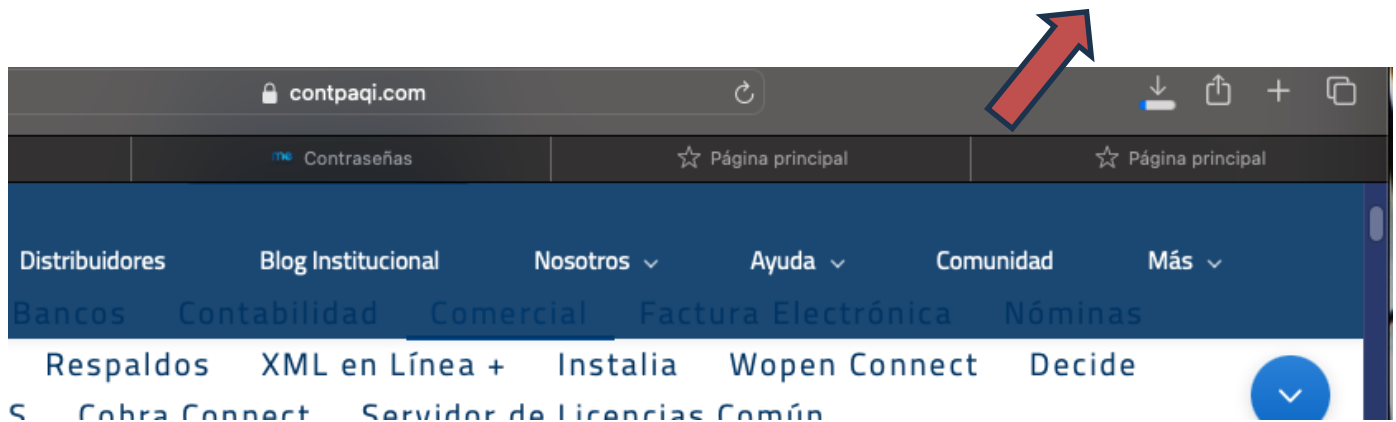 contpaqi.com
me Contraseñas Página principal Página principal
Distribuidores Blog Institucional Nosotros Ayuda Comunidad Más
Bancos Contabilidad Comercial Factura Electrónica Nóminas
Respaldos XML en Línea + Instalia Wopen Connect Decide
S Cobra Connect Servidor de Licencias Común